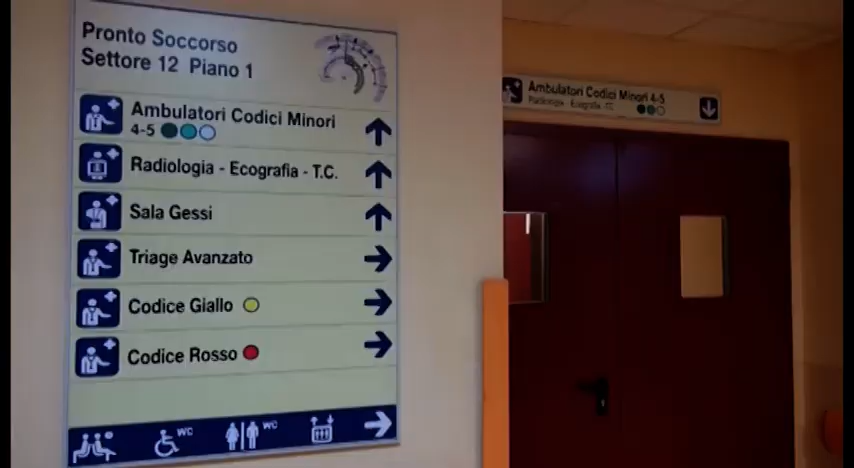 Pronto Soccorso
Settore 12 Piano 1
Ambulatori Codici Minori
4-5
Radiologia - Ecografia - T.C.
Sala Gessi
Triage Avanzato
Codice Giallo
Codice Rosso
WC
WC
Ambulatori Codici Minori 4-5
Radiologia - Ecografia - T.C.